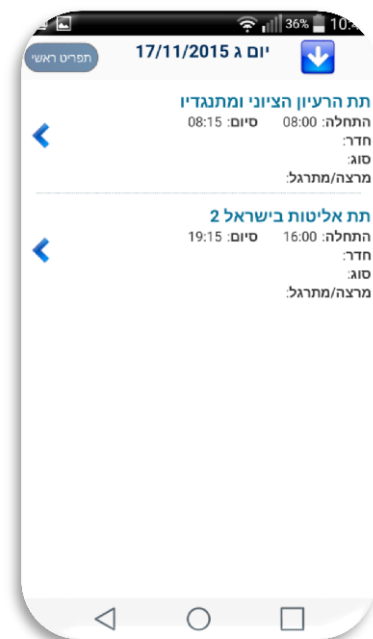 36% 10:4
יום ג 17/11/2015
תפריט ראשי
תת הרעיון הציוני ומתנגדיו
התחלה: 08:00 סיום: 08:15
חדר:
סוג:
מרצה/מתרגל:
תת אליטות בישראל 2
התחלה: 16:00 סיום: 19:15
חדר:
סוג:
מרצה/מתרגל: